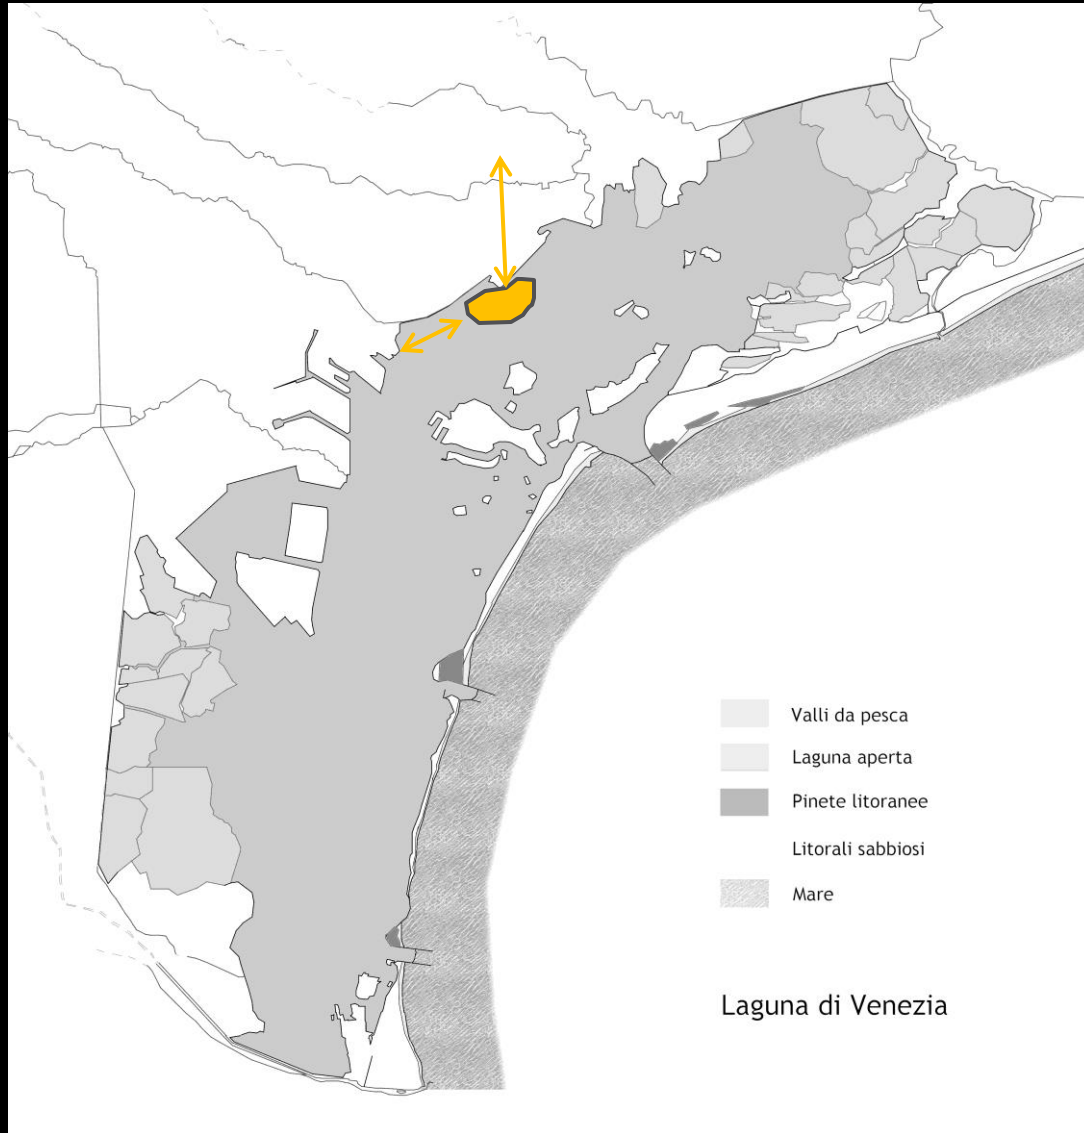 Valli da pesca
Laguna aperta
Pinete litoranee
Litorali sabbiosi
Mare
Laguna di Venezia